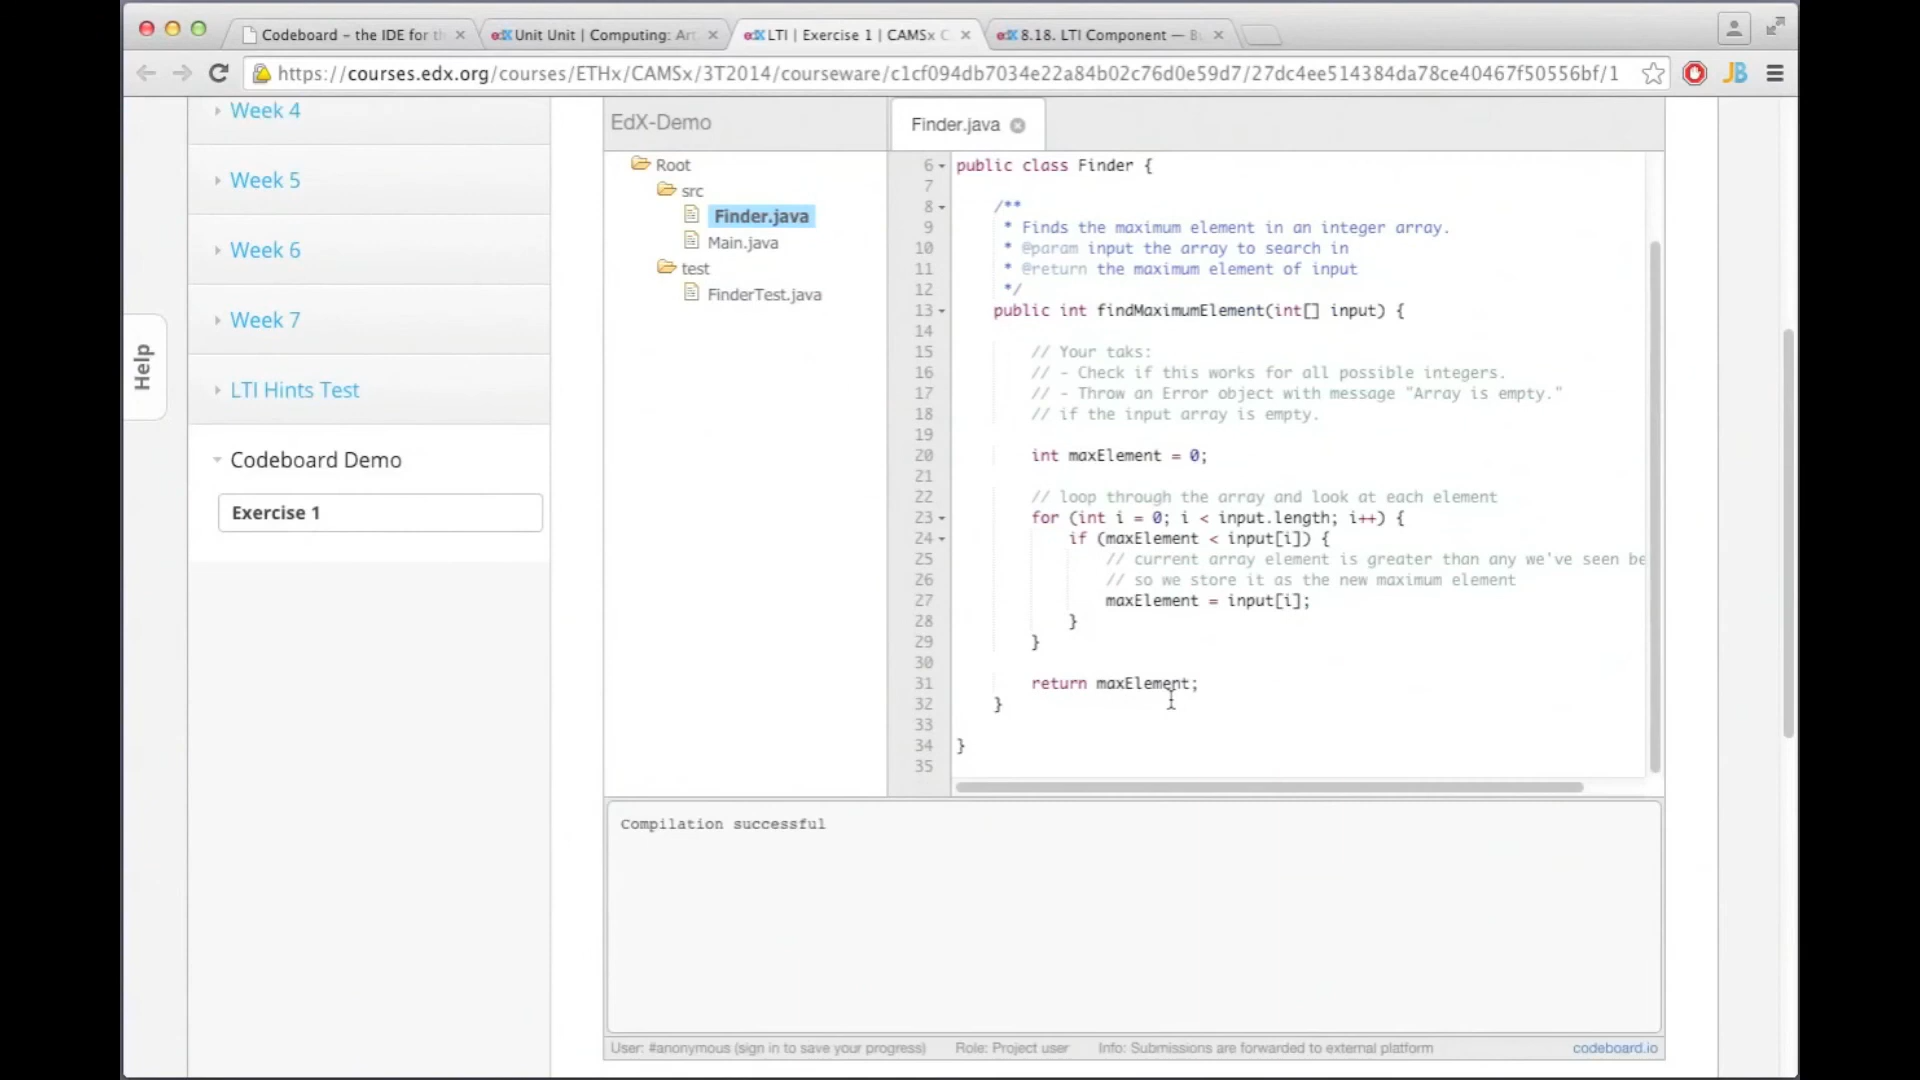 Codeboard – the IDE for th
edX Unit Unit | Computing: Art
edX LTI | Exercise 1 | CAMSx C
edX 8.18. LTI Component — Bu
https://courses.edx.org/courses/ETHx/CAMSx/3T2014/courseware/c1cf094db7034e22a84b02c76d0e59d7/27dc4ee514384da78ce40467f50556bf/1
JB
Help
Week 4
Week 5
Week 6
Week 7
LTI Hints Test
Codeboard Demo
Exercise 1
EdX-Demo
Root
src
Finder.java
Main.java
test
FinderTest.java
Finder.java
6 public class Finder {
7
8 /**
9 * Finds the maximum element in an integer array.
10 * @param input the array to search in
11 * @return the maximum element of input
12 */
13 public int findMaximumElement(int[] input) {
14
15 // Your taks:
16 // - Check if this works for all possible integers.
17 // - Throw an Error object with message "Array is empty."
18 // if the input array is empty.
19
20 int maxElement = 0;
21
22 // loop through the array and look at each element
23 for (int i = 0; i < input.length; i++) {
24 if (maxElement < input[i]) {
25 // current array element is greater than any we've seen be
26 // so we store it as the new maximum element
27 maxElement = input[i];
28 }
29 }
30
31 return maxElement;
32 }
33
34 }
35
Compilation successful
User: #anonymous (sign in to save your progress) Role: Project user Info: Submissions are forwarded to external platform codeboard.io